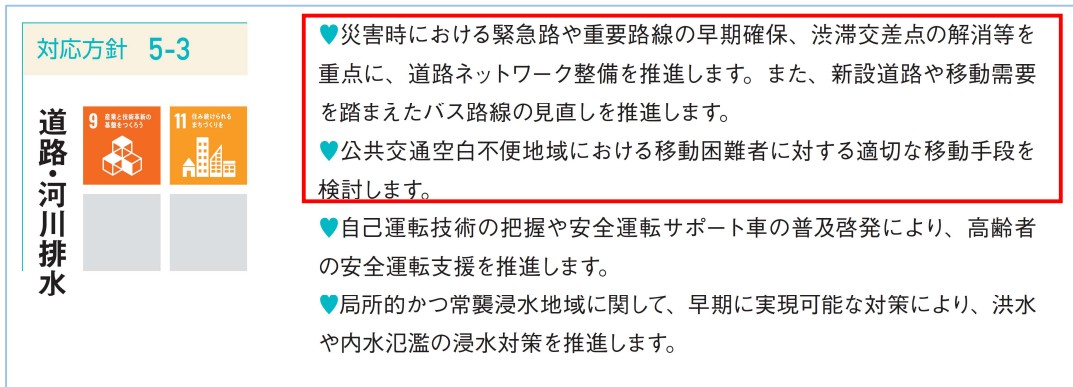 対応方針 5-3
道路・河川排水
9 産業と技術革新の
基盤をつくろう
11 住み続けられる
まちづくりを
♥災害時における緊急路や重要路線の早期確保、渋滞交差点の解消等を
重点に、道路ネットワーク整備を推進します。また、新設道路や移動需要
を踏まえたバス路線の見直しを推進します。
♥公共交通空白不便地域における移動困難者に対する適切な移動手段を
検討します。
♥自己運転技術の把握や安全運転サポート車の普及啓発により、高齢者
の安全運転支援を推進します。
♥局所的かつ常襲浸水地域に関して、早期に実現可能な対策により、洪水
や内水氾濫の浸水対策を推進します。